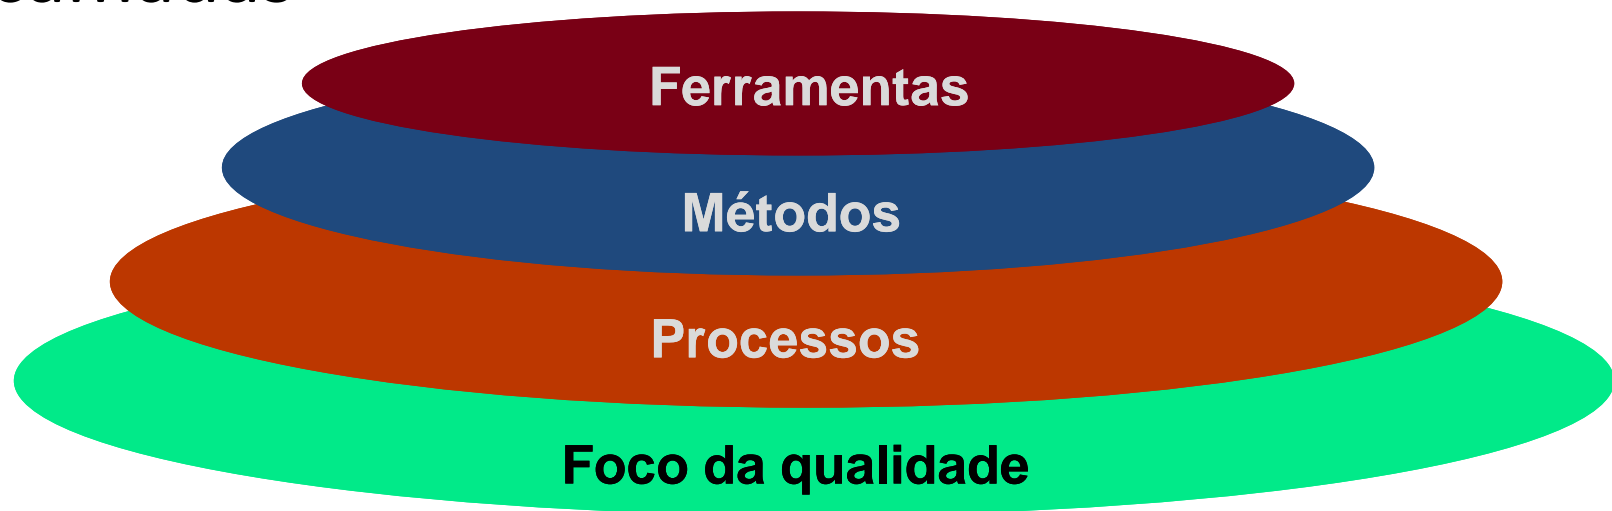 Ferramentas
Métodos
Processos
Foco da qualidade